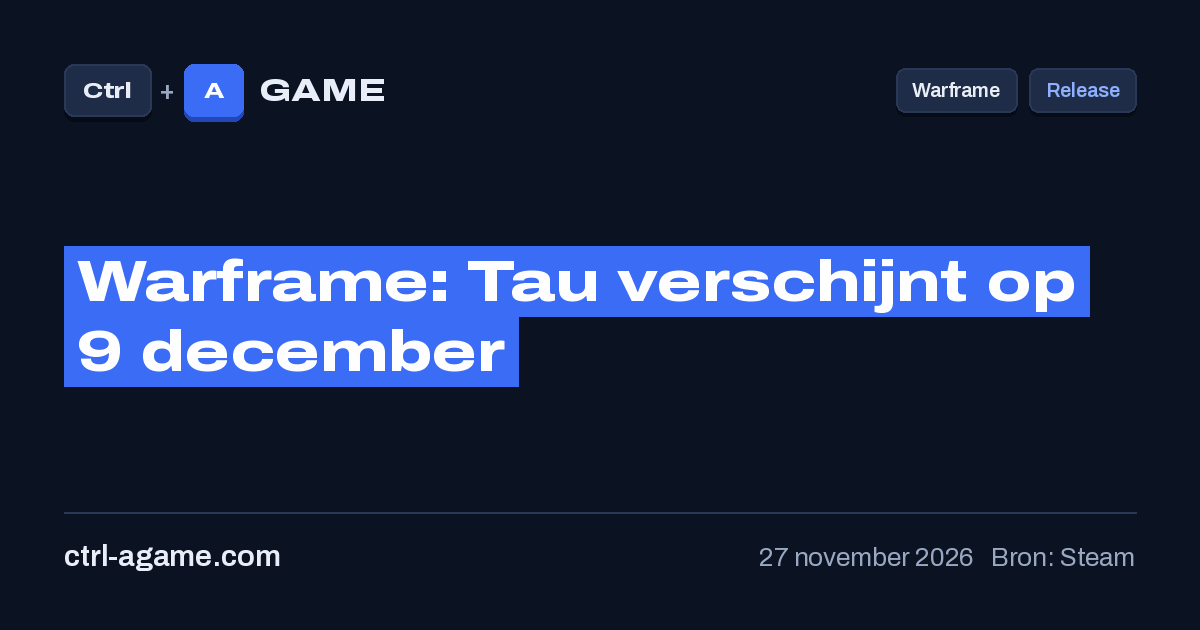 Ctrl + A GAME
Warframe Release
Warframe: Tau verschijnt op
9 december
ctrl-agame.com
27 november 2026 Bron: Steam